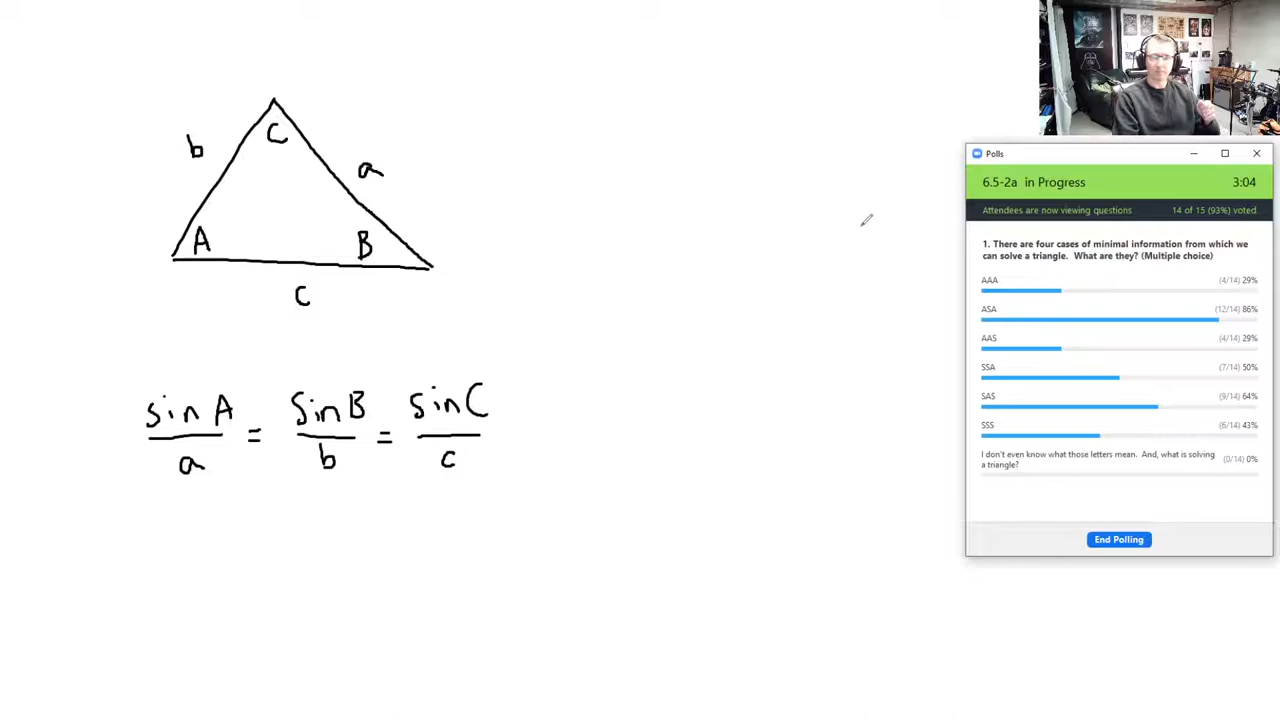 C
b
a
A
B
c
sin A / a = sin B / b = sin C / c
Polls
6.5-2a in Progress 3:04
Attendees are now viewing questions 14 of 15 (93%) voted
1. There are four cases of minimal information from which we
can solve a triangle. What are they? (Multiple choice)
AAA (4/14) 29%
ASA (12/14) 86%
AAS (4/14) 29%
SSA (7/14) 50%
SAS (9/14) 64%
SSS (6/14) 43%
I don't even know what those letters mean. And, what is solving
a triangle? (0/14) 0%
End Polling